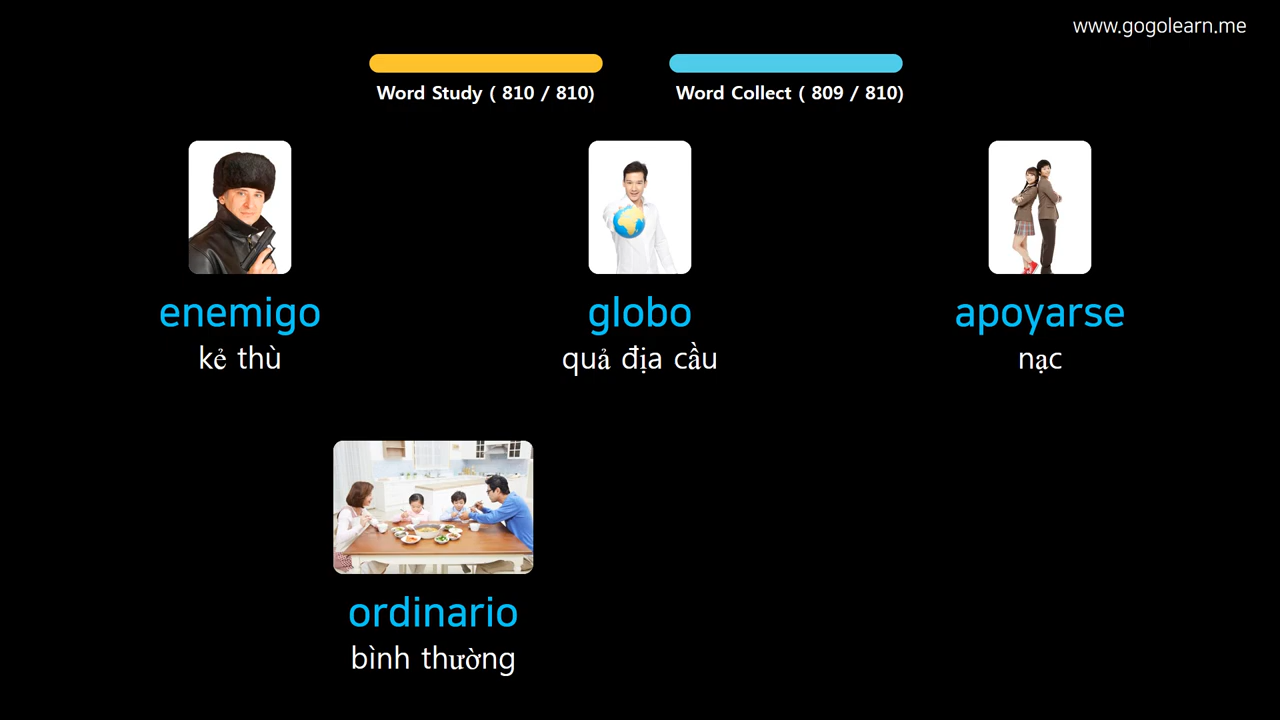 www.gogolearn.me
Word Study ( 810 / 810)
Word Collect ( 809 / 810)
enemigo
kẻ thù
globo
quả địa cầu
apoyarse
nạc
ordinario
bình thường